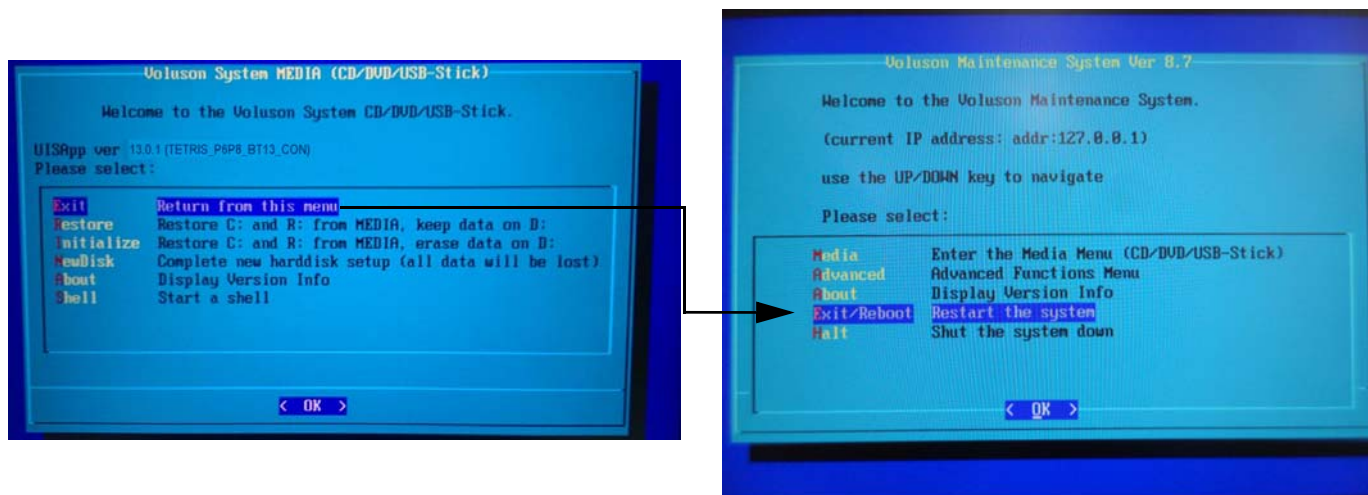 Voluson System MEDIA (CD/DVD/USB-Stick)
Welcome to the Voluson System CD/DVD/USB-Stick.
UISApp ver 13.0.1 (TETRIS_P6P8_BT13_CON)
Please select:
Exit Return from this menu
Restore Restore C: and R: from MEDIA, keep data on D:
Initialize Restore C: and R: from MEDIA, erase data on D:
NewDisk Complete new harddisk setup (all data will be lost)
About Display Version Info
Shell Start a shell
< OK >
Voluson Maintenance System Ver 8.7
Welcome to the Voluson Maintenance System.
(current IP address: addr:127.0.0.1)
use the UP/DOWN key to navigate
Please select:
Media Enter the Media Menu (CD/DVD/USB-Stick)
Advanced Advanced Functions Menu
About Display Version Info
Exit/Reboot Restart the system
Halt Shut the system down
< OK >